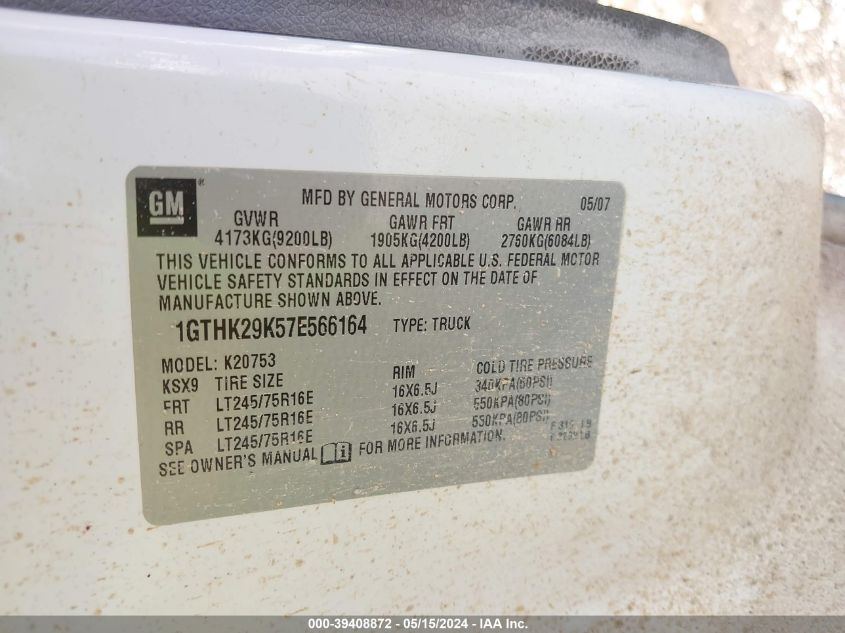 GM
MFD BY GENERAL MOTORS CORP. 05/07
GVWR GAWR FRT GAWR RR
4173KG(9200LB) 1905KG(4200LB) 2760KG(6084LB)
THIS VEHICLE CONFORMS TO ALL APPLICABLE U.S. FEDERAL MOTOR
VEHICLE SAFETY STANDARDS IN EFFECT ON THE DATE OF
MANUFACTURE SHOWN ABOVE.
1GTHK29K57E566164 TYPE: TRUCK
MODEL: K20753
KSX9 TIRE SIZE RIM COLD TIRE PRESSURE
FRT LT245/75R16E 16X6.5J 340KPA(50PSI)
RR LT245/75R16E 16X6.5J 550KPA(80PSI)
SPA LT245/75R16E 16X6.5J 550KPA(80PSI)
SEE OWNER'S MANUAL FOR MORE INFORMATION.
000-39408872 - 05/15/2024 - IAA, Inc.